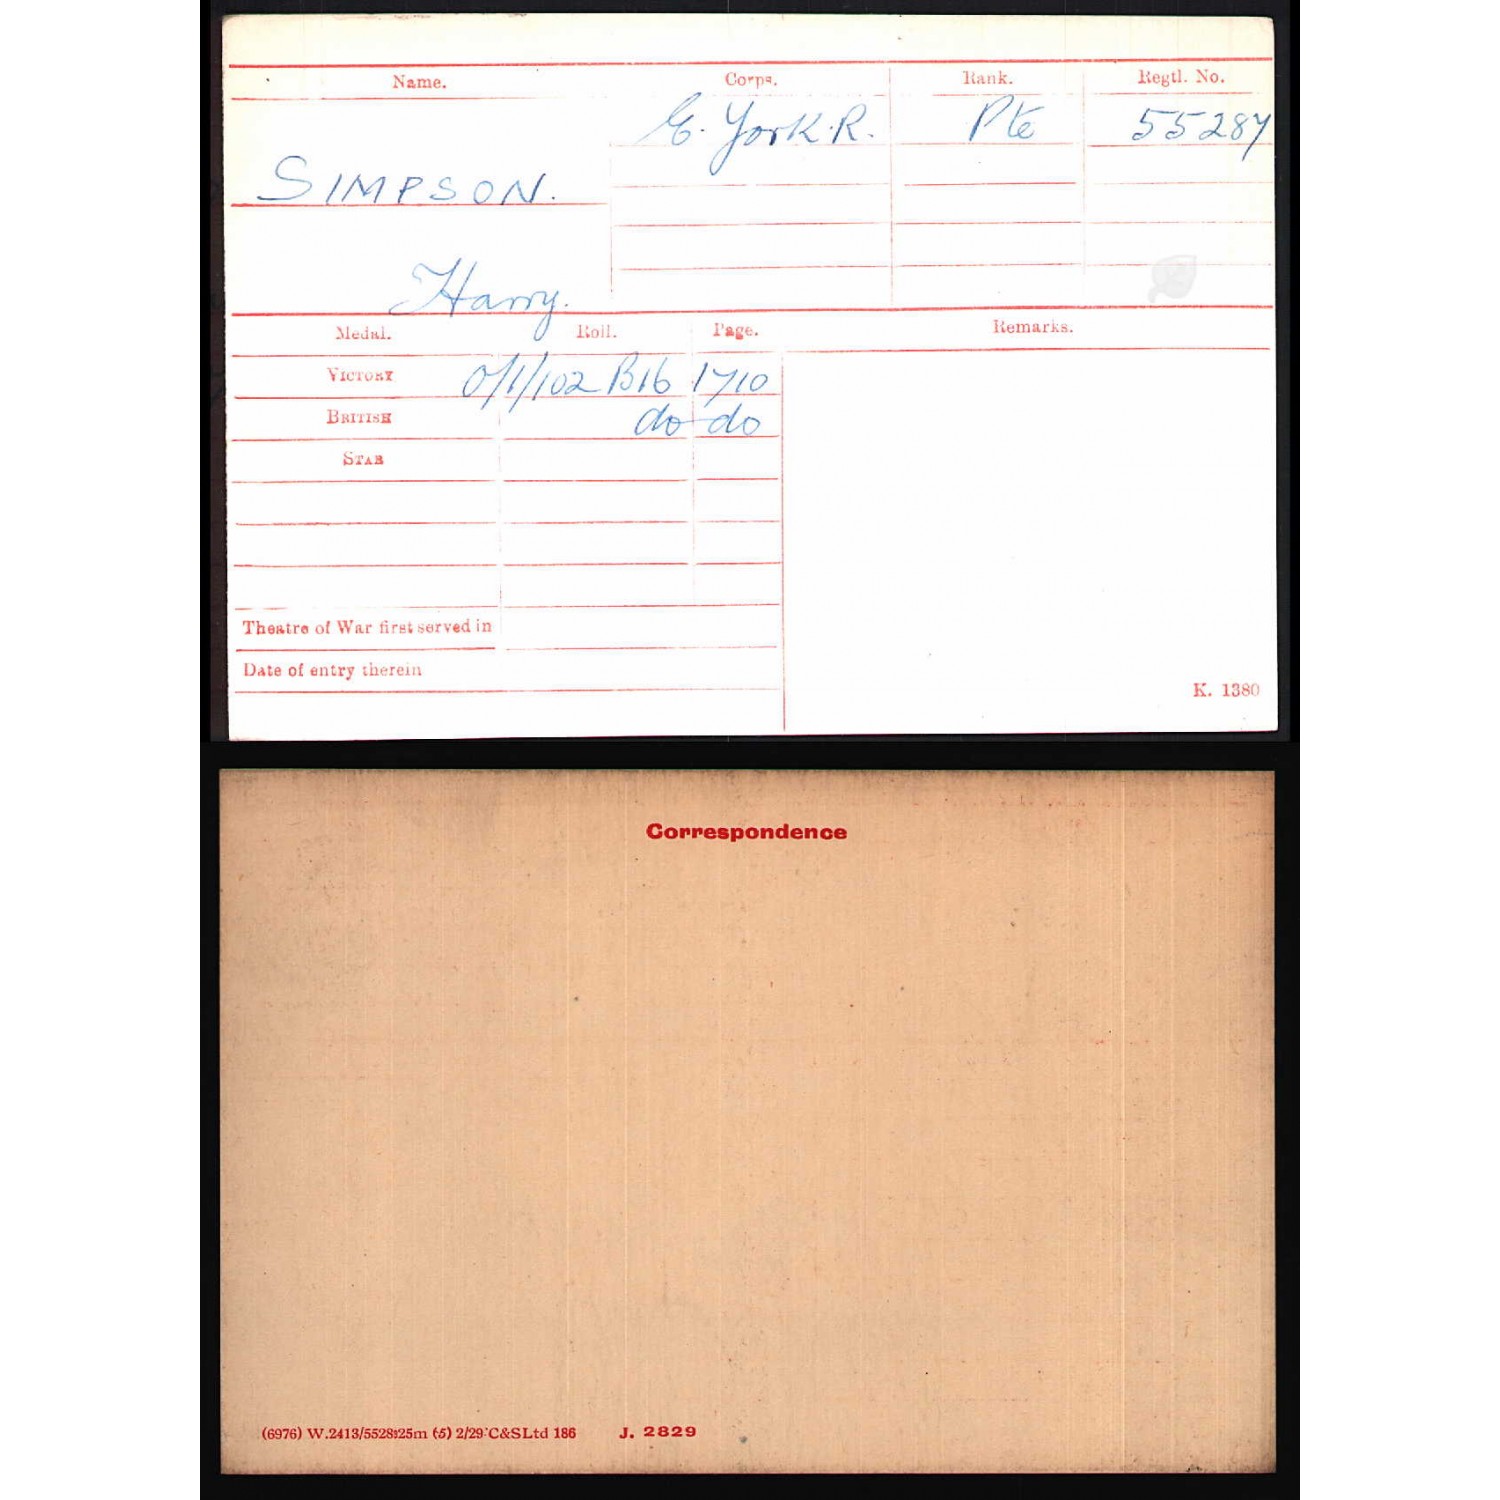 Name. Corps. Rank. Regtl. No.
E. York. R. Pte 55287
SIMPSON.
Harry.
Medal. Roll. Page. Remarks.
VICTORY 0/1/102 B16 1710
BRITISH do do
STAR
Theatre of War first served in
Date of entry therein
K. 1380
Correspondence
(6976) W.2413/5528 25m (5) 2/29 C&SLtd 186 J. 2829